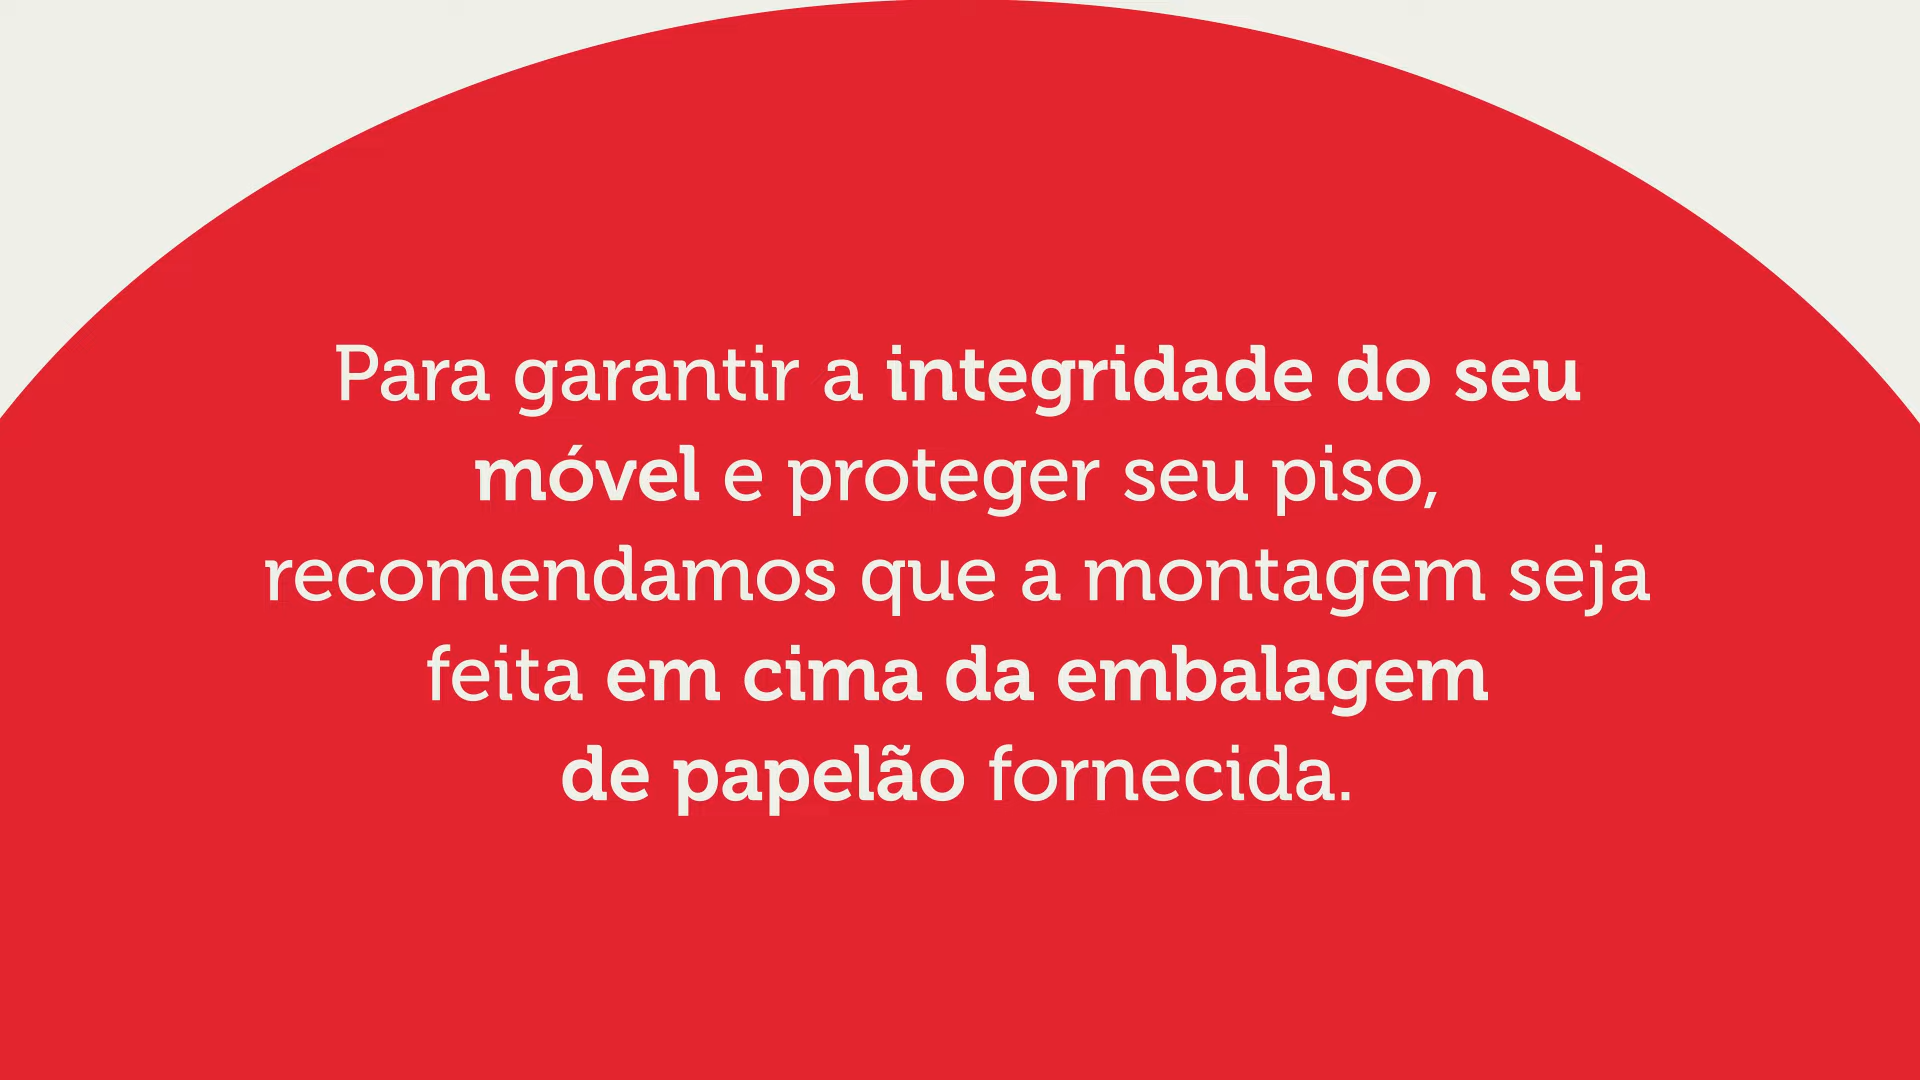 Para garantir a integridade do seu
móvel e proteger seu piso,
recomendamos que a montagem seja
feita em cima da embalagem
de papelão fornecida.